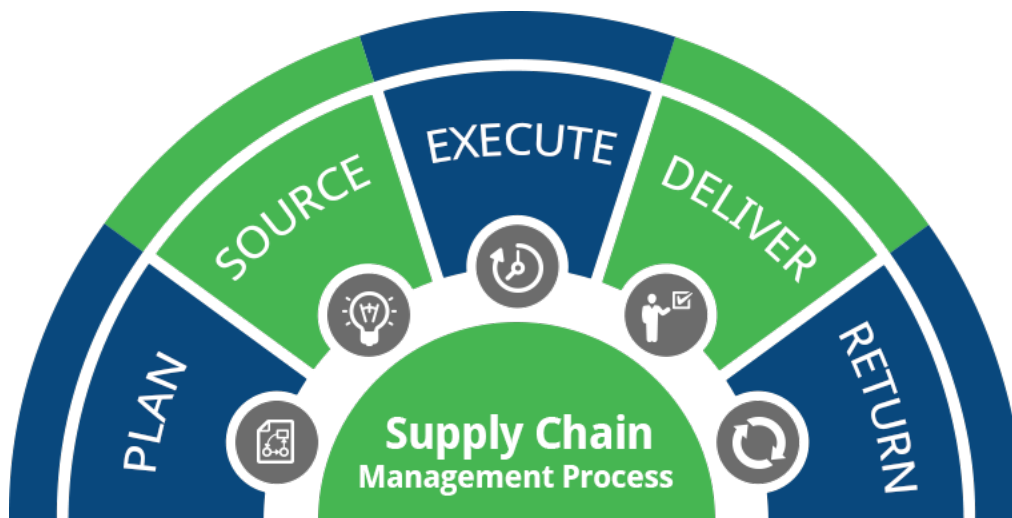 PLAN
SOURCE
EXECUTE
DELIVER
RETURN
Supply Chain
Management Process